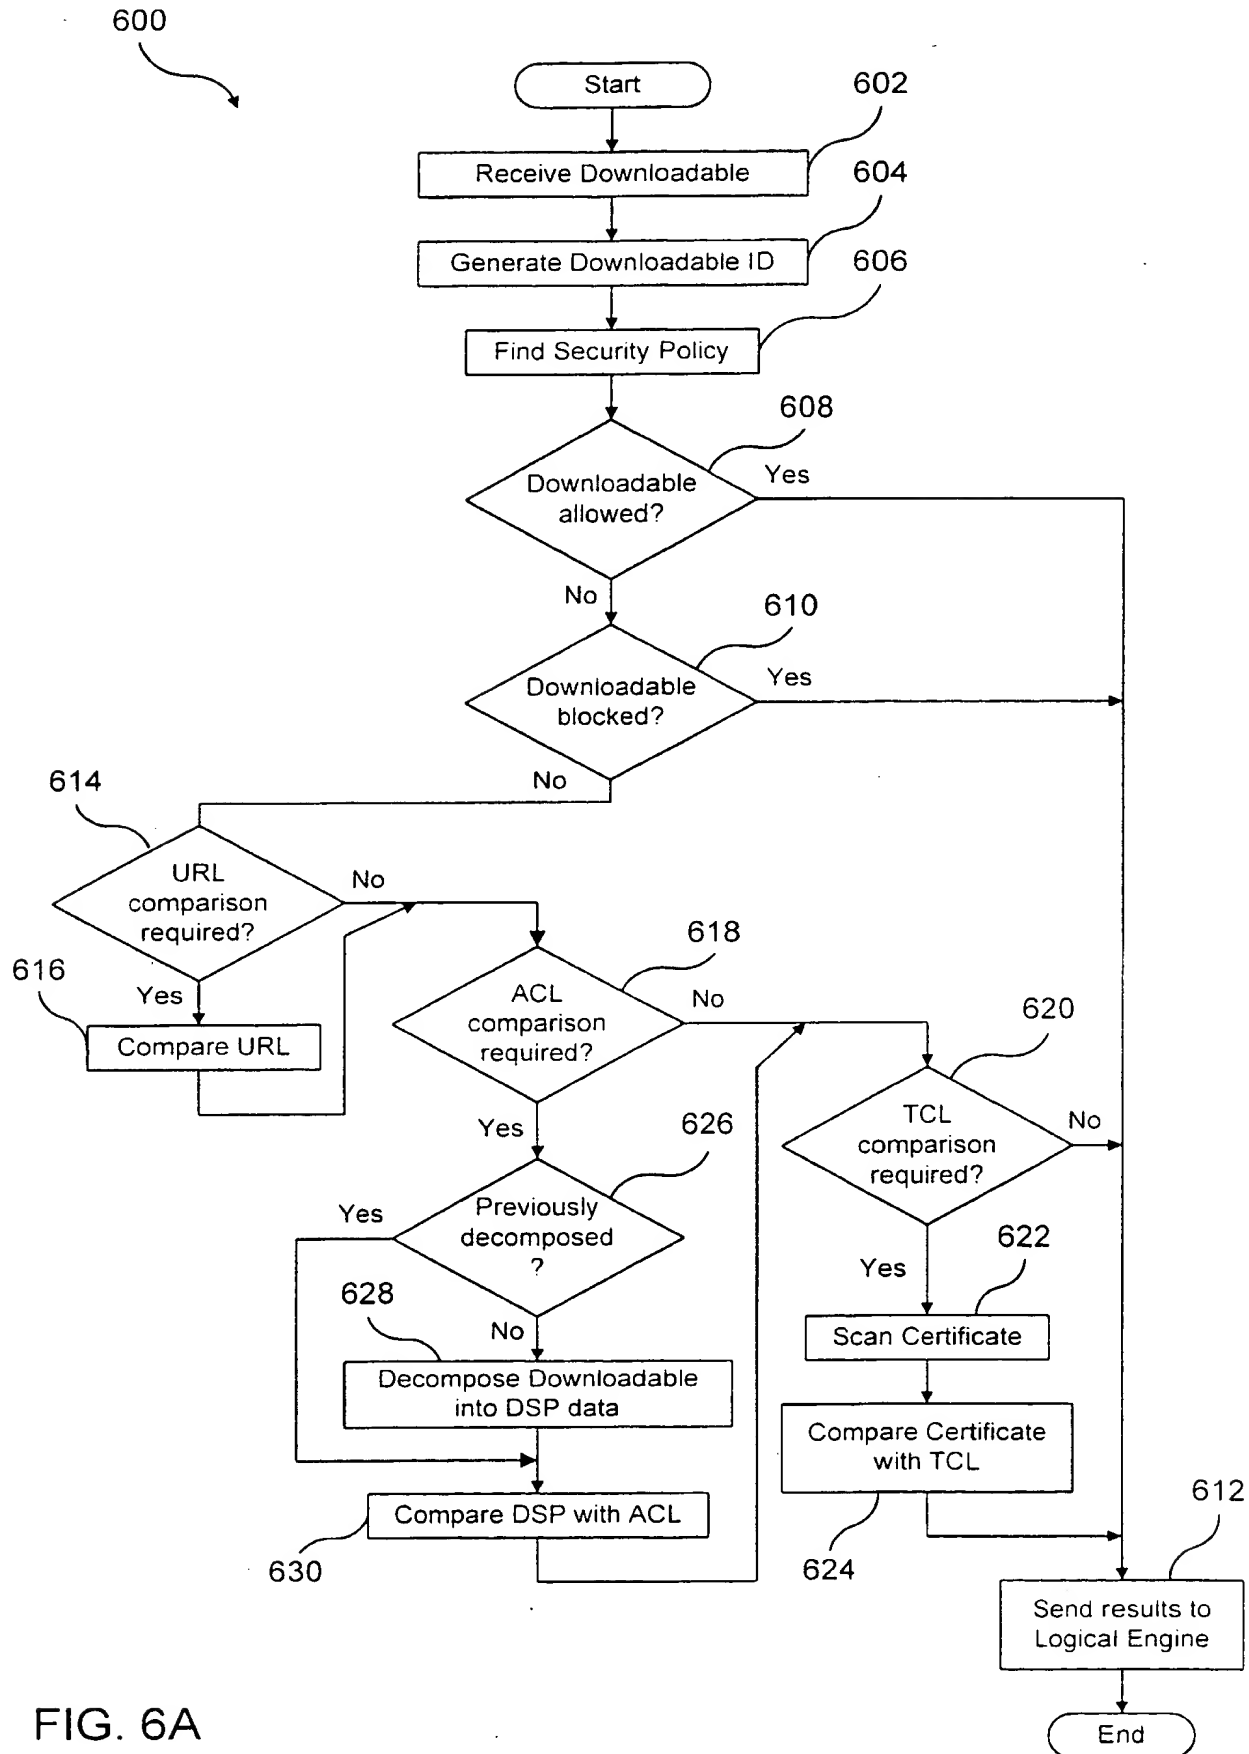 600
Start
602
Receive Downloadable
604
Generate Downloadable ID
606
Find Security Policy
608
Downloadable
allowed?
Yes
No
610
Downloadable
blocked?
Yes
No
614
URL
comparison
required?
No
Yes
616
Compare URL
618
ACL
comparison
required?
No
Yes
620
TCL
comparison
required?
No
Yes
626
Previously
decomposed
?
Yes
No
622
Scan Certificate
628
Decompose Downloadable
into DSP data
Compare Certificate
with TCL
624
Compare DSP with ACL
630
612
Send results to
Logical Engine
End
FIG. 6A